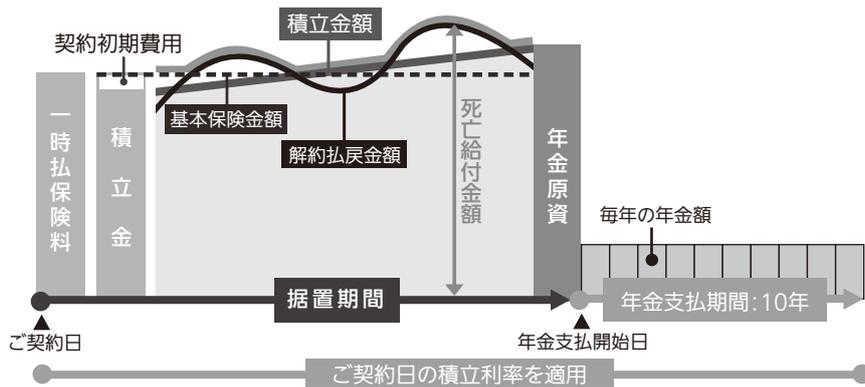 積立金額
契約初期費用
基本保険金額
解約払戻金額
一時払保険料
積立金
死亡給付金額
年金原資
毎年の年金額
据置期間
年金支払期間:10年
ご契約日
年金支払開始日
ご契約日の積立利率を適用